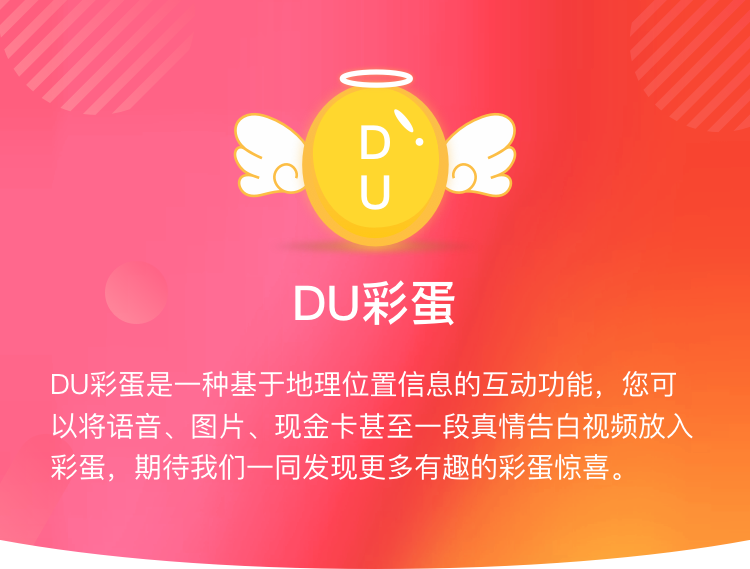 D
U
DU彩蛋
DU彩蛋是一种基于地理位置信息的互动功能，您可
以将语音、图片、现金卡甚至一段真情告白视频放入
彩蛋，期待我们一同发现更多有趣的彩蛋惊喜。